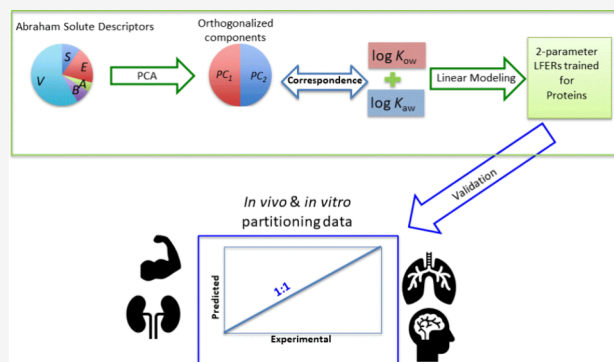 Abraham Solute Descriptors
V
S
E
A
B
PCA
Orthogonalized
components
PC1
PC2
Correspondence
log Kow
log Kaw
Linear Modeling
2-parameter
LFERs trained
for
Proteins
Validation
In vivo & in vitro
partitioning data
1:1
Predicted
Experimental